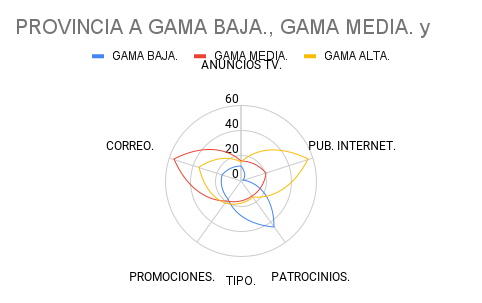 PROVINCIA A GAMA BAJA., GAMA MEDIA. y
GAMA BAJA. GAMA MEDIA. GAMA ALTA.
ANUNCIOS TV.
60
40
20
0
CORREO. PUB. INTERNET.
PROMOCIONES. TIPO. PATROCINIOS.